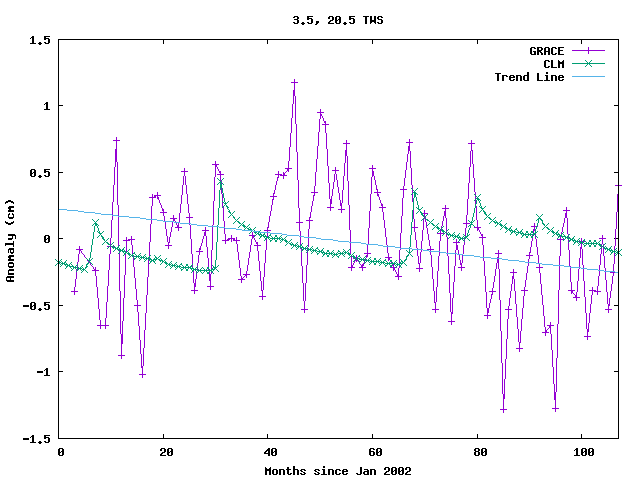 3.5, 20.5 TWS
GRACE
CLM
Trend Line
1.5
1
0.5
0
-0.5
-1
-1.5
Anomaly (cm)
0 20 40 60 80 100
Months since Jan 2002